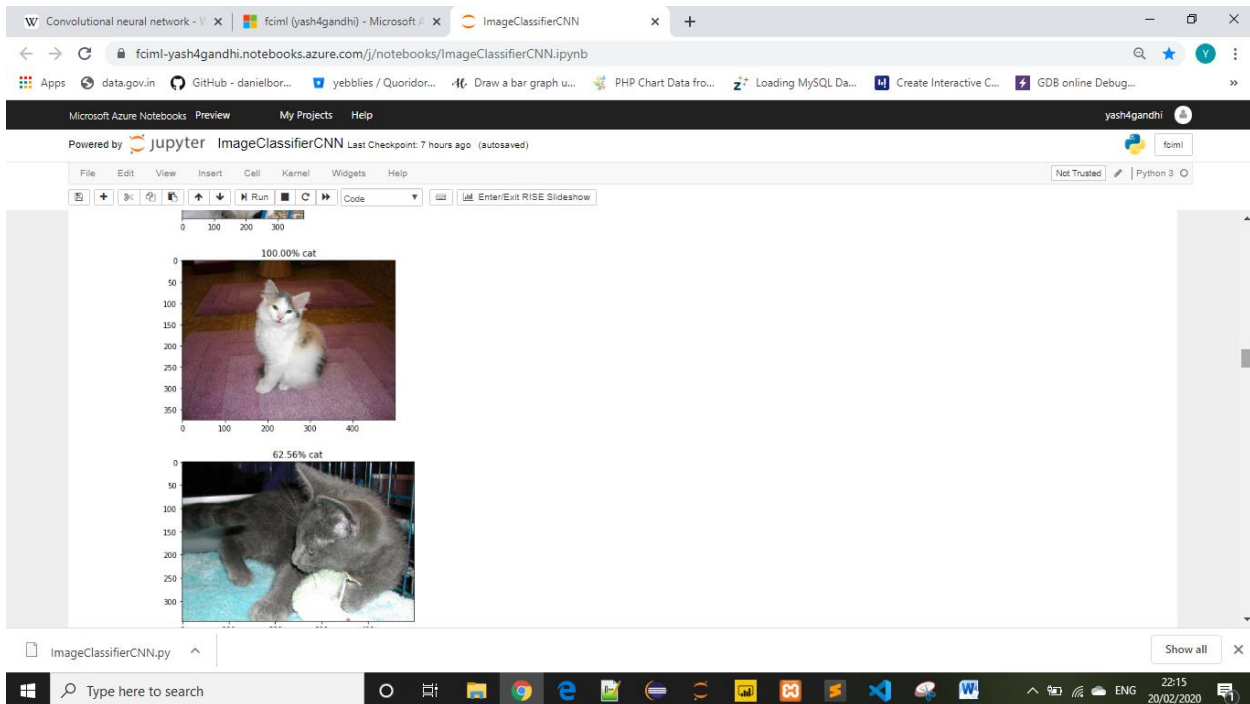 Convolutional neural network - W
fciml (yash4gandhi) - Microsoft A
ImageClassifierCNN
fciml-yash4gandhi.notebooks.azure.com/j/notebooks/ImageClassifierCNN.ipynb
Y
Apps data.gov.in GitHub - danielbor... yebblies / Quoridor... Draw a bar graph u... PHP Chart Data fro... Loading MySQL Da... Create Interactive C... GDB online Debug... »
Microsoft Azure Notebooks Preview My Projects Help yash4gandhi
Powered by jupyter ImageClassifierCNN Last Checkpoint: 7 hours ago (autosaved) fciml
File Edit View Insert Cell Kernel Widgets Help Not Trusted Python 3
Run Code Enter/Exit RISE Slideshow
0 100 200 300
100.00% cat
0
50
100
150
200
250
300
350
0 100 200 300 400
62.56% cat
0
50
100
150
200
250
300
ImageClassifierCNN.py Show all
Type here to search ENG 22:15
20/02/2020